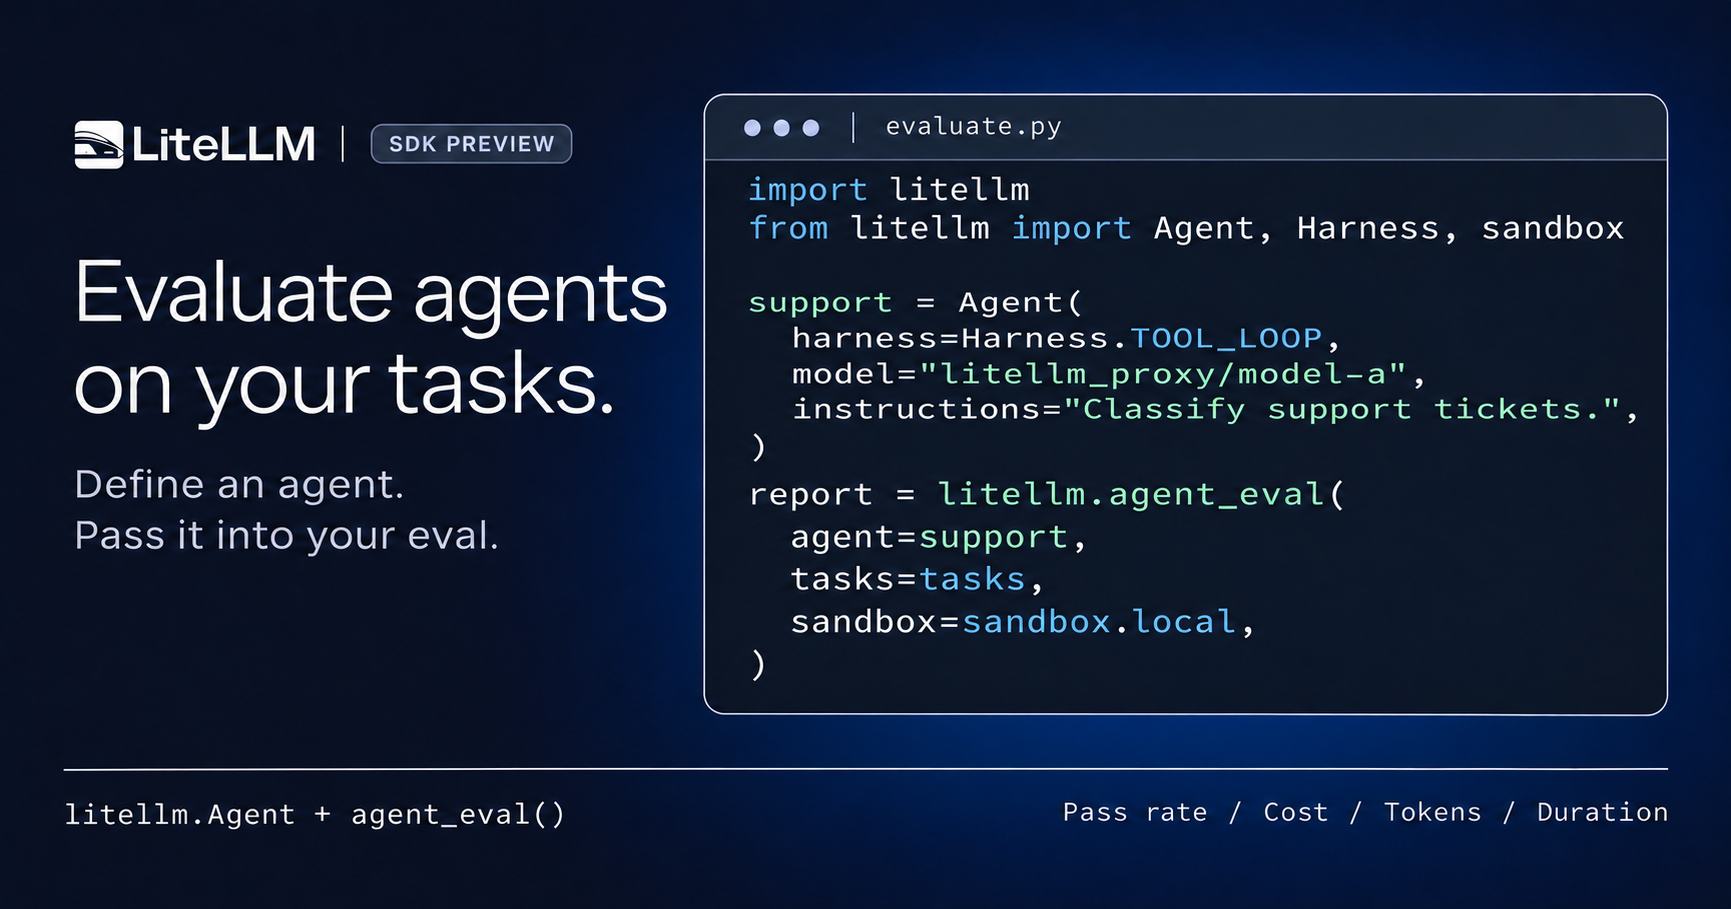 LiteLLM | SDK PREVIEW
Evaluate agents
on your tasks.
Define an agent.
Pass it into your eval.
evaluate.py
import litellm
from litellm import Agent, Harness, sandbox
support = Agent(
  harness=Harness.TOOL_LOOP,
  model="litellm_proxy/model-a",
  instructions="Classify support tickets.",
)
report = litellm.agent_eval(
  agent=support,
  tasks=tasks,
  sandbox=sandbox.local,
)
litellm.Agent + agent_eval()
Pass rate / Cost / Tokens / Duration